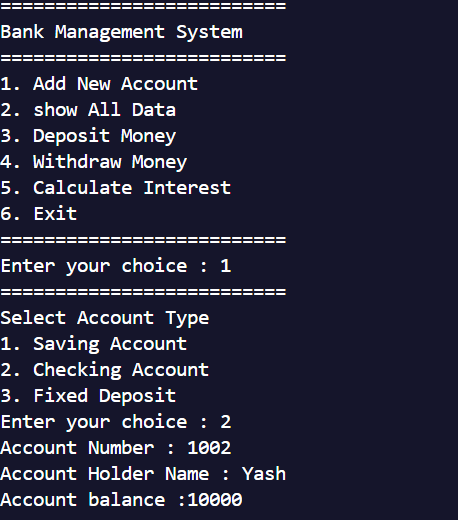 ==========================
Bank Management System
==========================
1. Add New Account
2. show All Data
3. Deposit Money
4. Withdraw Money
5. Calculate Interest
6. Exit
==========================
Enter your choice : 1
==========================
Select Account Type
1. Saving Account
2. Checking Account
3. Fixed Deposit
Enter your choice : 2
Account Number : 1002
Account Holder Name : Yash
Account balance :10000